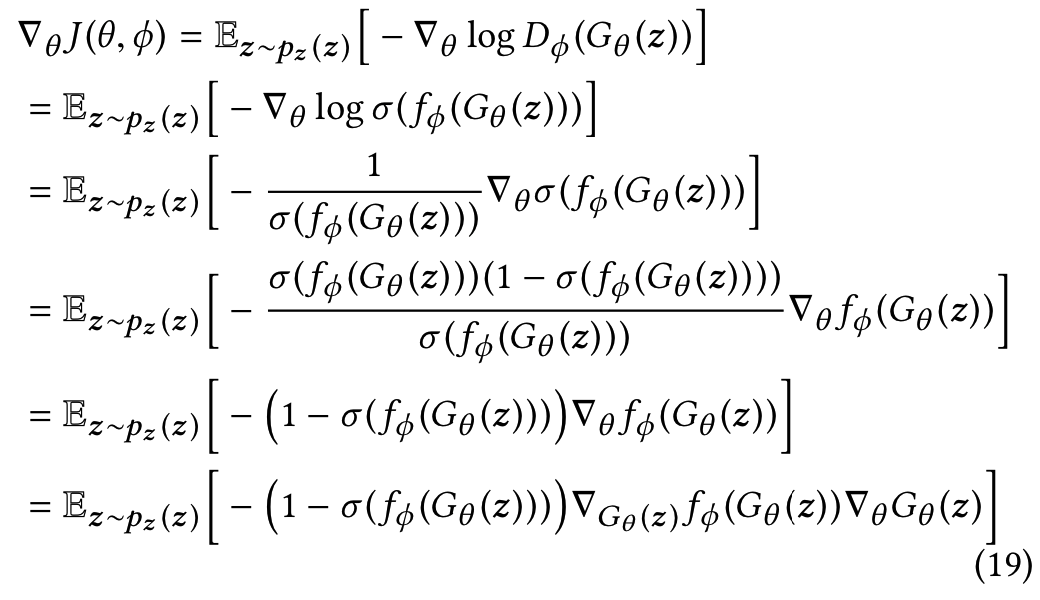 ∇_θ J(θ, ϕ) = 𝔼_{z∼p_z(z)}[ − ∇_θ log D_ϕ(G_θ(z))]
= 𝔼_{z∼p_z(z)}[ − ∇_θ log σ(f_ϕ(G_θ(z)))]
= 𝔼_{z∼p_z(z)}[ − \frac{1}{σ(f_ϕ(G_θ(z)))} ∇_θ σ(f_ϕ(G_θ(z)))]
= 𝔼_{z∼p_z(z)}[ − \frac{σ(f_ϕ(G_θ(z)))(1 − σ(f_ϕ(G_θ(z))))}{σ(f_ϕ(G_θ(z)))} ∇_θ f_ϕ(G_θ(z))]
= 𝔼_{z∼p_z(z)}[ − (1 − σ(f_ϕ(G_θ(z)))) ∇_θ f_ϕ(G_θ(z))]
= 𝔼_{z∼p_z(z)}[ − (1 − σ(f_ϕ(G_θ(z)))) ∇_{G_θ(z)} f_ϕ(G_θ(z)) ∇_θ G_θ(z)]
(19)